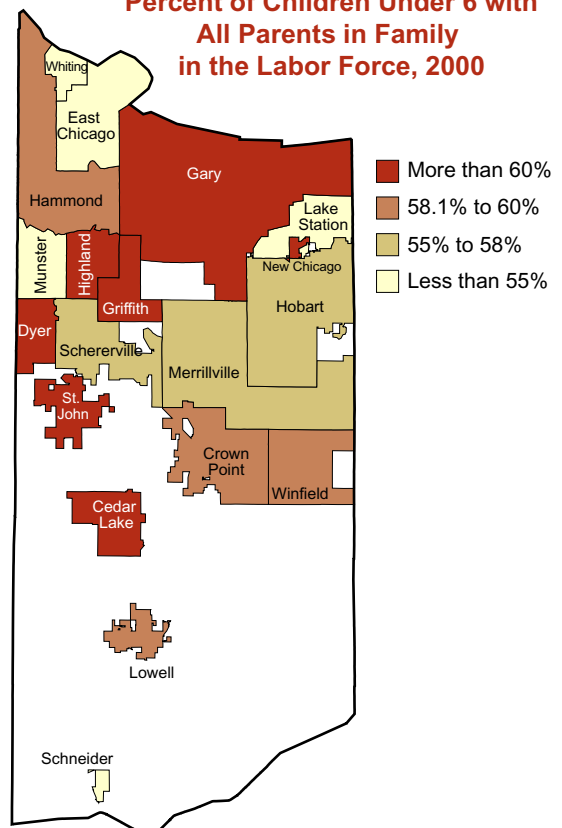 Percent of Children Under 6 with
All Parents in Family
in the Labor Force, 2000
More than 60%
58.1% to 60%
55% to 58%
Less than 55%
Whiting
East
Chicago
Gary
Hammond
Lake
Station
Munster
Highland
New Chicago
Griffith
Hobart
Dyer
Schererville
Merrillville
St.
John
Crown
Point
Winfield
Cedar
Lake
Lowell
Schneider